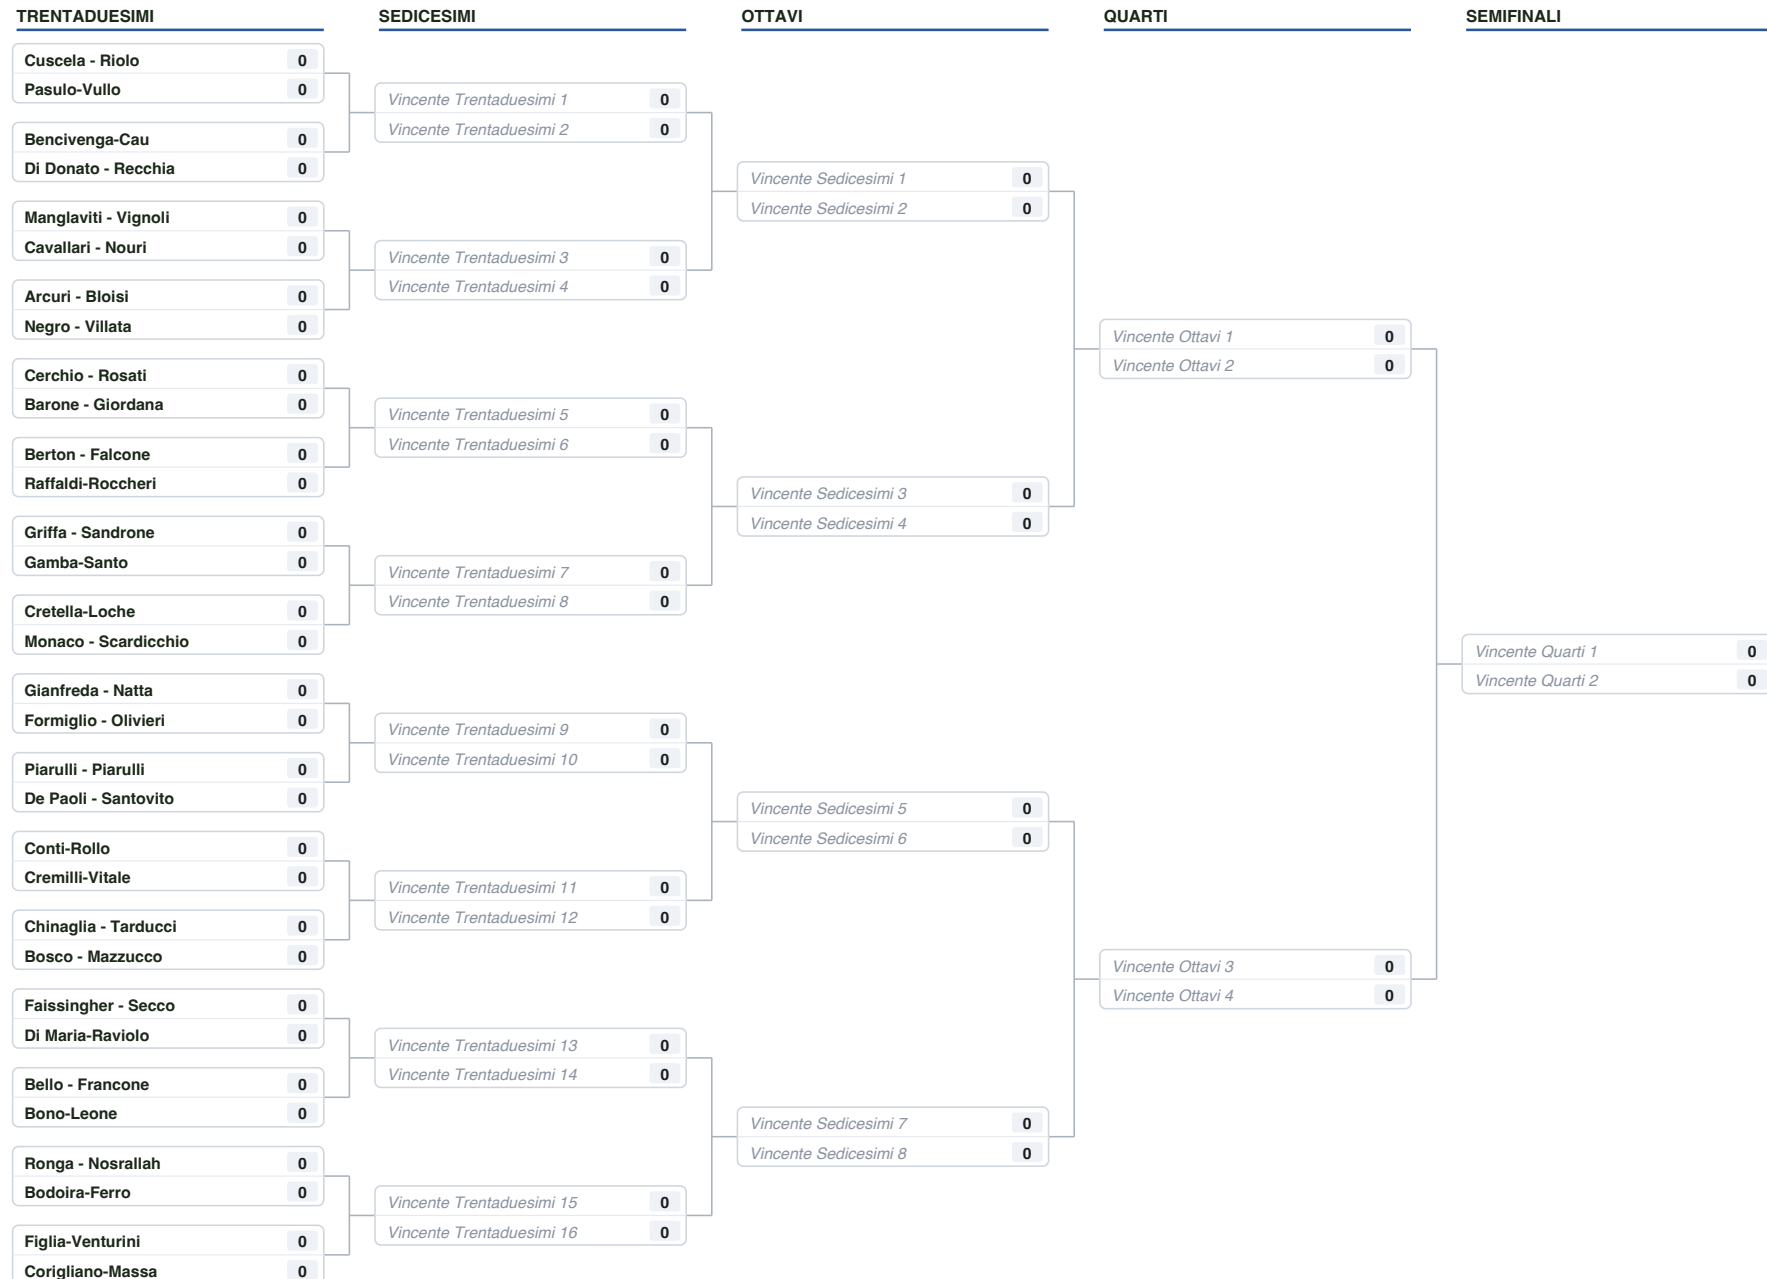 TRENTADUESIMI
Cuscela - Riolo 0
Pasulo-Vullo 0
Bencivenga-Cau 0
Di Donato - Recchia 0
Manglaviti - Vignoli 0
Cavallari - Nouri 0
Arcuri - Bloisi 0
Negro - Villata 0
Cerchio - Rosati 0
Barone - Giordana 0
Berton - Falcone 0
Raffaldi-Roccheri 0
Griffa - Sandrone 0
Gamba-Santo 0
Cretella-Loche 0
Monaco - Scardicchio 0
Gianfreda - Natta 0
Formiglio - Olivieri 0
Piarulli - Piarulli 0
De Paoli - Santovito 0
Conti-Rollo 0
Cremilli-Vitale 0
Chinaglia - Tarducci 0
Bosco - Mazzucco 0
Faissingher - Secco 0
Di Maria-Raviolo 0
Bello - Francone 0
Bono-Leone 0
Ronga - Nosrallah 0
Bodoira-Ferro 0
Figlia-Venturini 0
Corigliano-Massa 0
SEDICESIMI
Vincente Trentaduesimi 1 0
Vincente Trentaduesimi 2 0
Vincente Trentaduesimi 3 0
Vincente Trentaduesimi 4 0
Vincente Trentaduesimi 5 0
Vincente Trentaduesimi 6 0
Vincente Trentaduesimi 7 0
Vincente Trentaduesimi 8 0
Vincente Trentaduesimi 9 0
Vincente Trentaduesimi 10 0
Vincente Trentaduesimi 11 0
Vincente Trentaduesimi 12 0
Vincente Trentaduesimi 13 0
Vincente Trentaduesimi 14 0
Vincente Trentaduesimi 15 0
Vincente Trentaduesimi 16 0
OTTAVI
Vincente Sedicesimi 1 0
Vincente Sedicesimi 2 0
Vincente Sedicesimi 3 0
Vincente Sedicesimi 4 0
Vincente Sedicesimi 5 0
Vincente Sedicesimi 6 0
Vincente Sedicesimi 7 0
Vincente Sedicesimi 8 0
QUARTI
Vincente Ottavi 1 0
Vincente Ottavi 2 0
Vincente Ottavi 3 0
Vincente Ottavi 4 0
SEMIFINALI
Vincente Quarti 1 0
Vincente Quarti 2 0